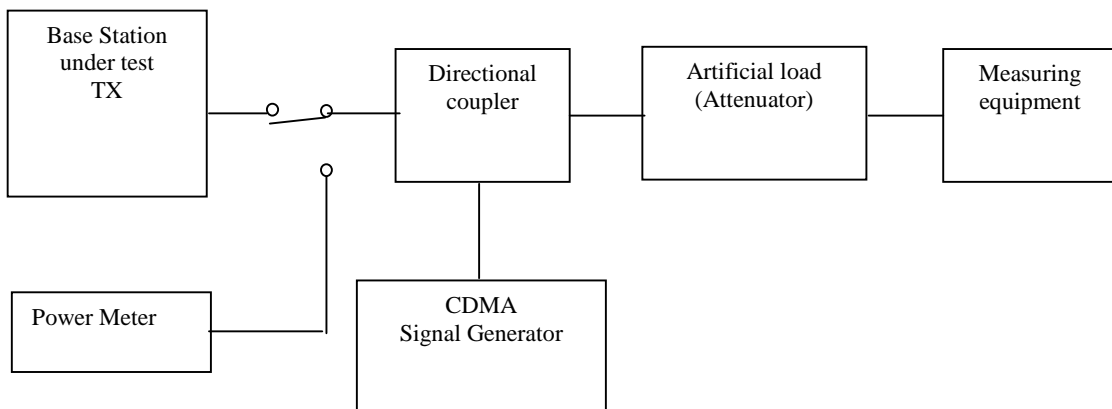 Base Station
under test
TX
Directional
coupler
Artificial load
(Attenuator)
Measuring
equipment
Power Meter
CDMA
Signal Generator